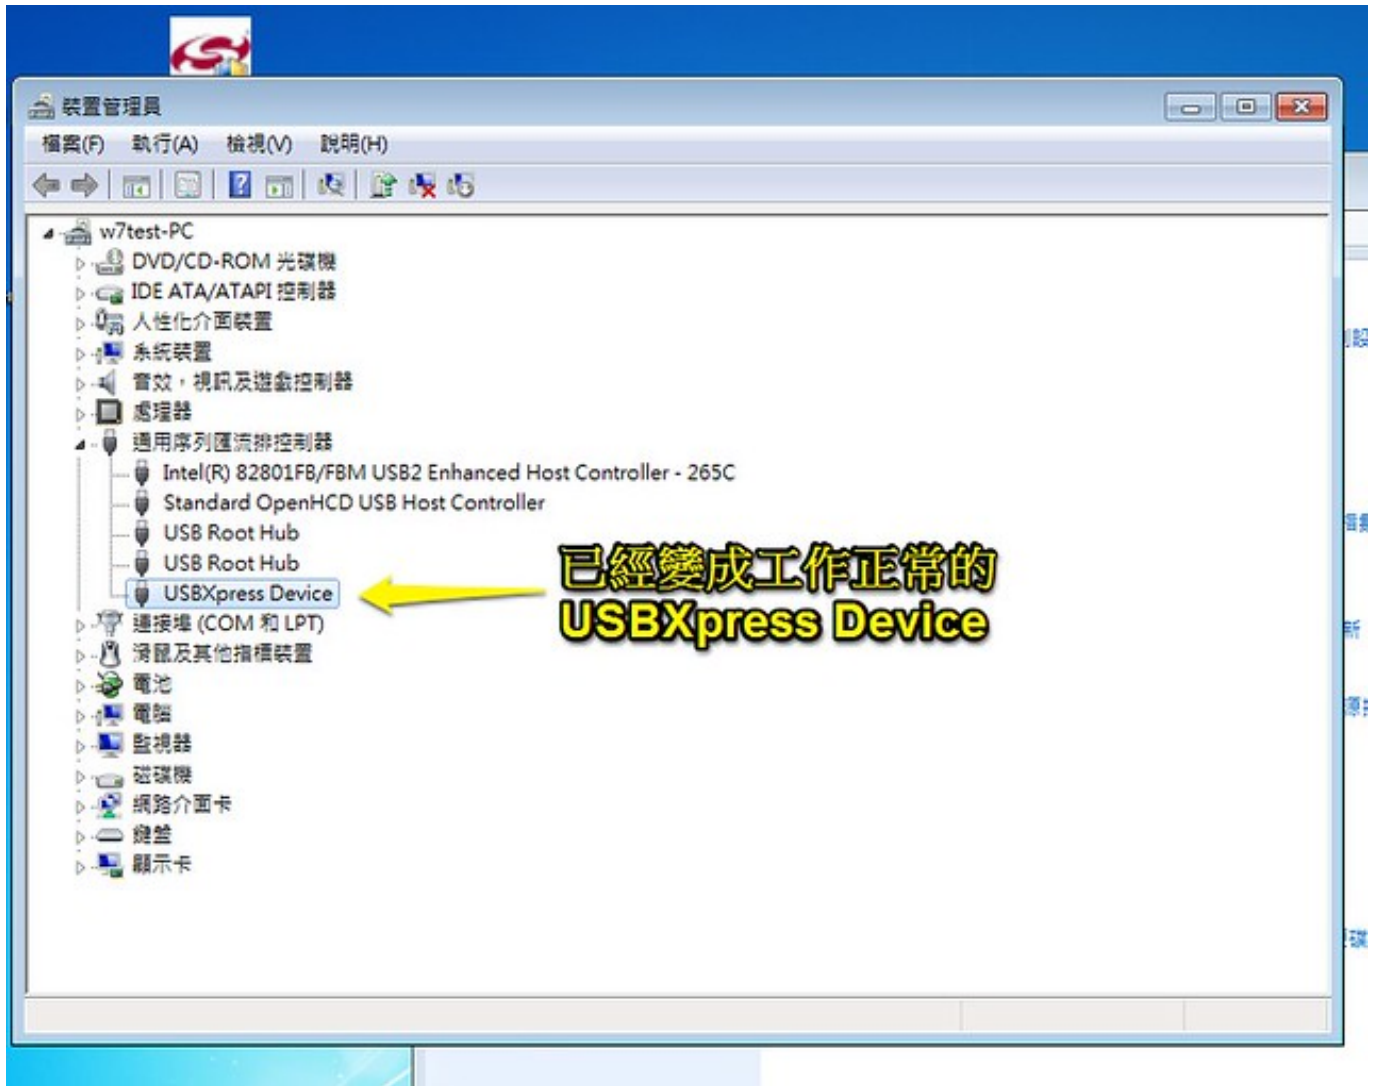 裝置管理員
檔案(F) 執行(A) 檢視(V) 說明(H)
w7test-PC
DVD/CD-ROM 光碟機
IDE ATA/ATAPI 控制器
人性化介面裝置
系統裝置
音效，視訊及遊戲控制器
處理器
通用序列匯流排控制器
Intel(R) 82801FB/FBM USB2 Enhanced Host Controller - 265C
Standard OpenHCD USB Host Controller
USB Root Hub
USB Root Hub
USBXpress Device
已經變成工作正常的
USBXpress Device
連接埠 (COM 和 LPT)
滑鼠及其他指標裝置
電池
電腦
監視器
磁碟機
網路介面卡
鍵盤
顯示卡